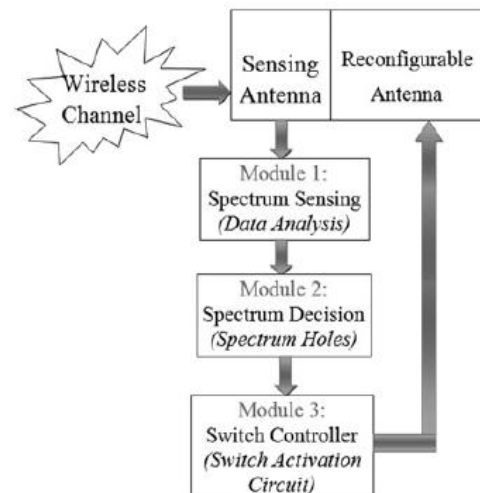 Wireless
Channel
Sensing
Antenna
Reconfigurable
Antenna
Module 1:
Spectrum Sensing
(Data Analysis)
Module 2:
Spectrum Decision
(Spectrum Holes)
Module 3:
Switch Controller
(Switch Activation
Circuit)